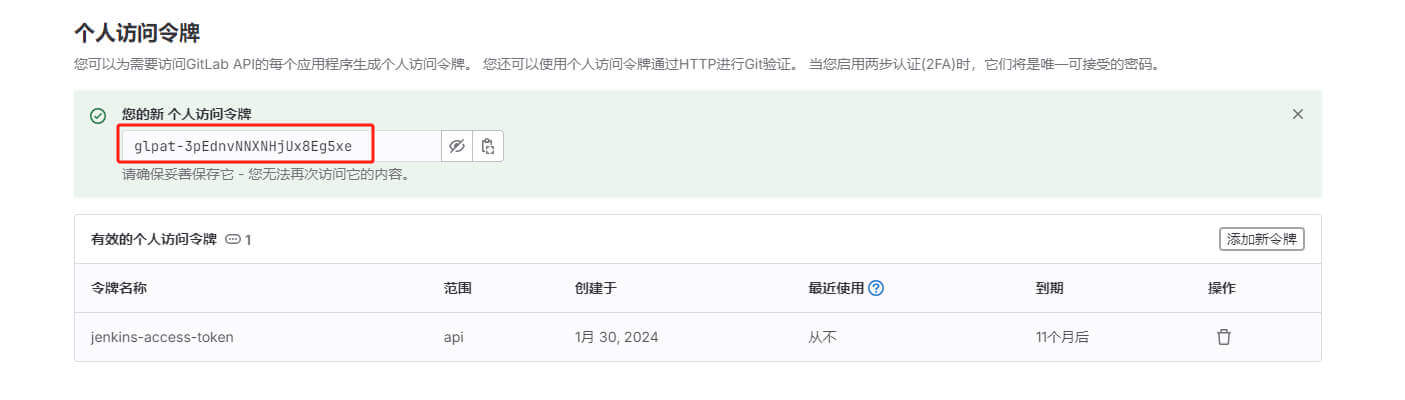 个人访问令牌
您可以为需要访问GitLab API的每个应用程序生成个人访问令牌。 您还可以使用个人访问令牌通过HTTP进行Git验证。 当您启用两步认证(2FA)时，它们将是唯一可接受的密码。
您的新 个人访问令牌
glpat-3pEdnvNNXNHjUx8Eg5xe
请确保妥善保存它 - 您无法再次访问它的内容。
有效的个人访问令牌 1 添加新令牌
令牌名称 范围 创建于 最近使用 ? 到期 操作
jenkins-access-token api 1月 30, 2024 从不 11个月后